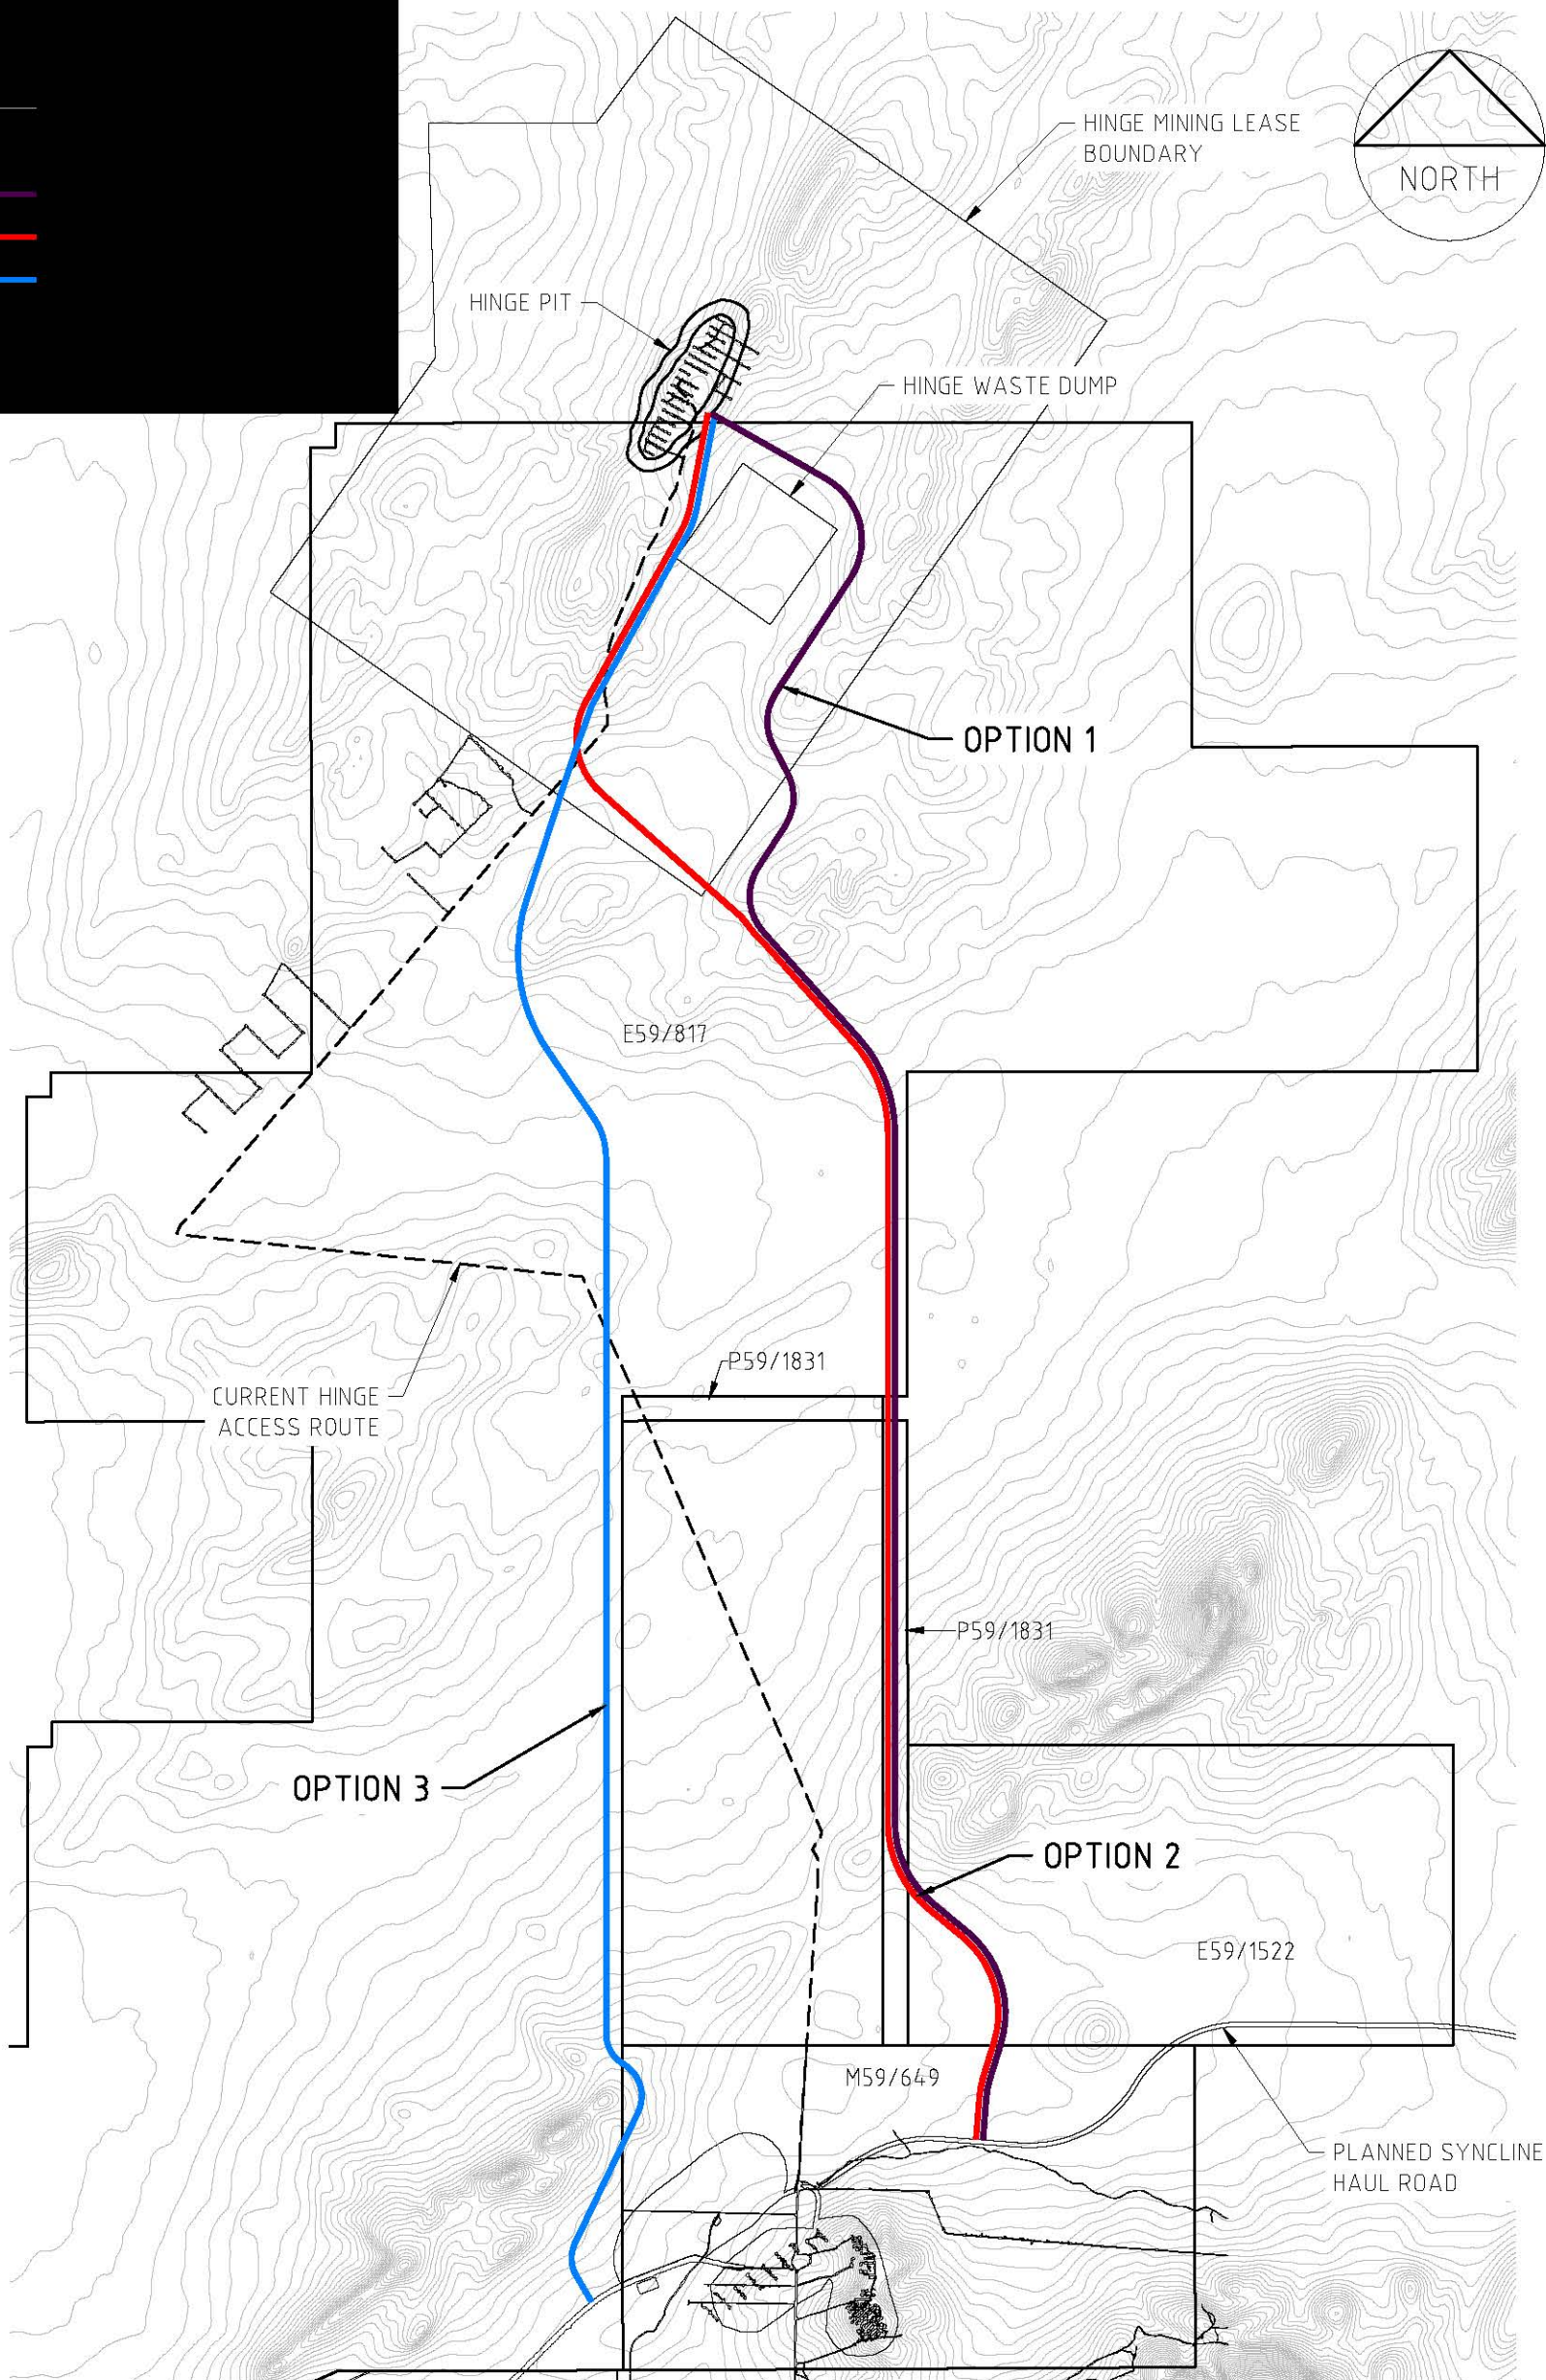 HINGE MINING LEASE
BOUNDARY
NORTH
HINGE PIT
HINGE WASTE DUMP
OPTION 1
E59/817
P59/1831
CURRENT HINGE
ACCESS ROUTE
P59/1831
OPTION 3
OPTION 2
E59/1522
M59/649
PLANNED SYNCLINE
HAUL ROAD